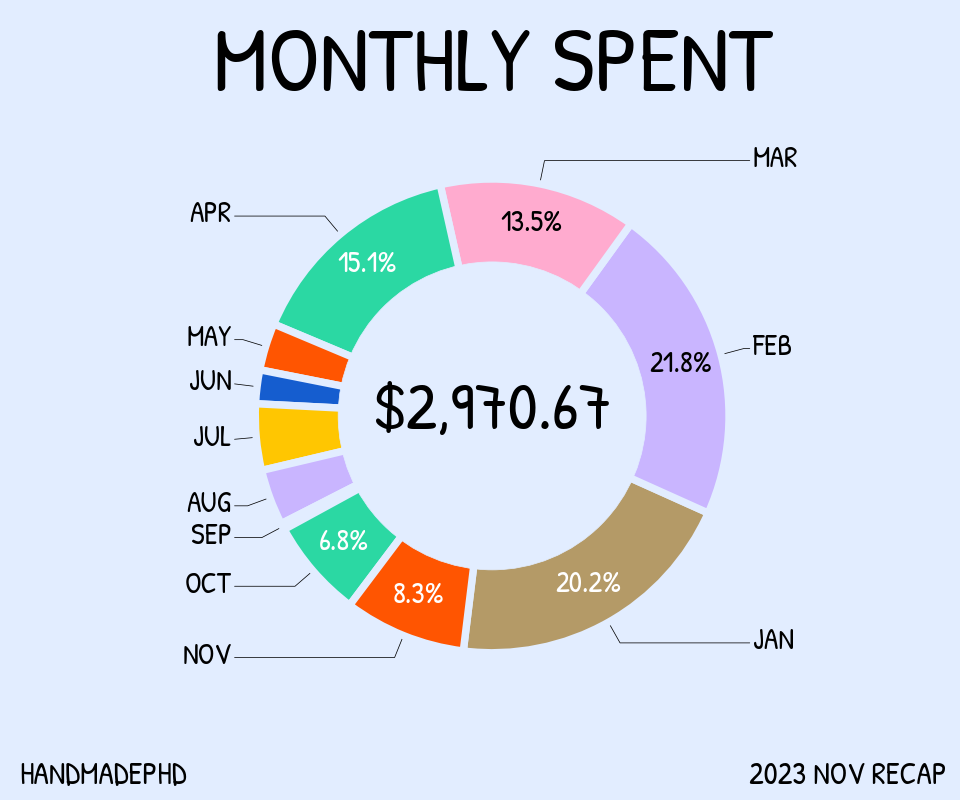 MONTHLY SPENT
MAR
APR
13.5%
15.1%
MAY
FEB
21.8%
JUN
$2,970.67
JUL
AUG
SEP
6.8%
OCT
8.3%
20.2%
NOV
JAN
HANDMADEPHD
2023 NOV RECAP